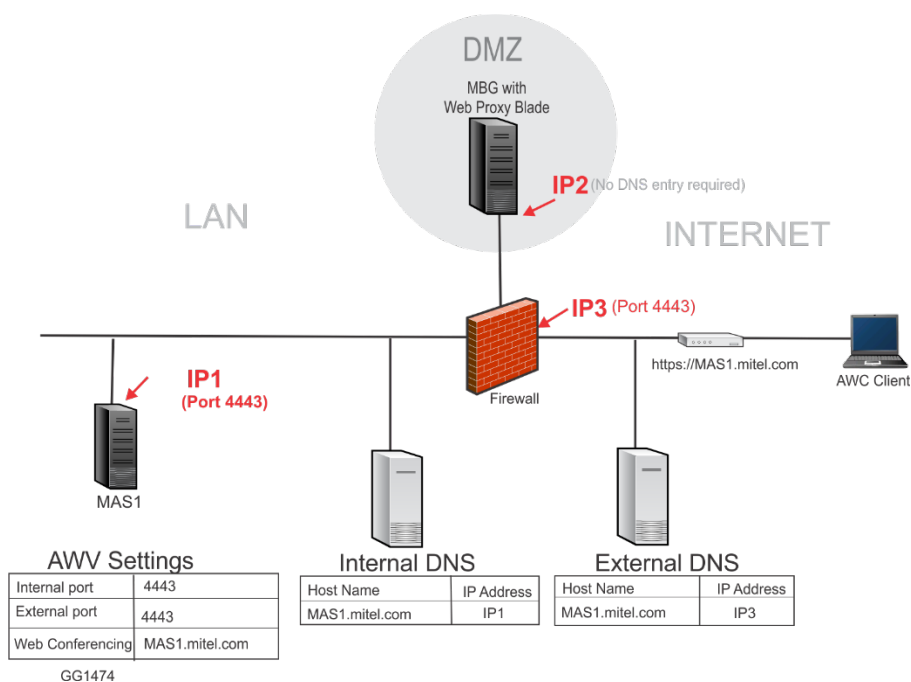 DMZ
MBG with
Web Proxy Blade
IP2 (No DNS entry required)
LAN
INTERNET
IP3 (Port 4443)
https://MAS1.mitel.com
AWC Client
Firewall
IP1
(Port 4443)
MAS1
AWV Settings
Internal port 4443
External port 4443
Web Conferencing MAS1.mitel.com
GG1474
Internal DNS
Host Name IP Address
MAS1.mitel.com IP1
External DNS
Host Name IP Address
MAS1.mitel.com IP3